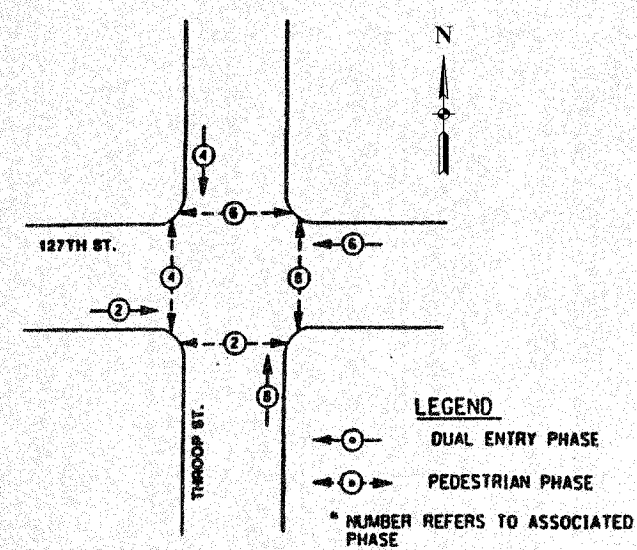 N
4
6
127TH ST.
6
4
8
2
2
8
THROOP ST.
LEGEND
DUAL ENTRY PHASE
PEDESTRIAN PHASE
* NUMBER REFERS TO ASSOCIATED
PHASE